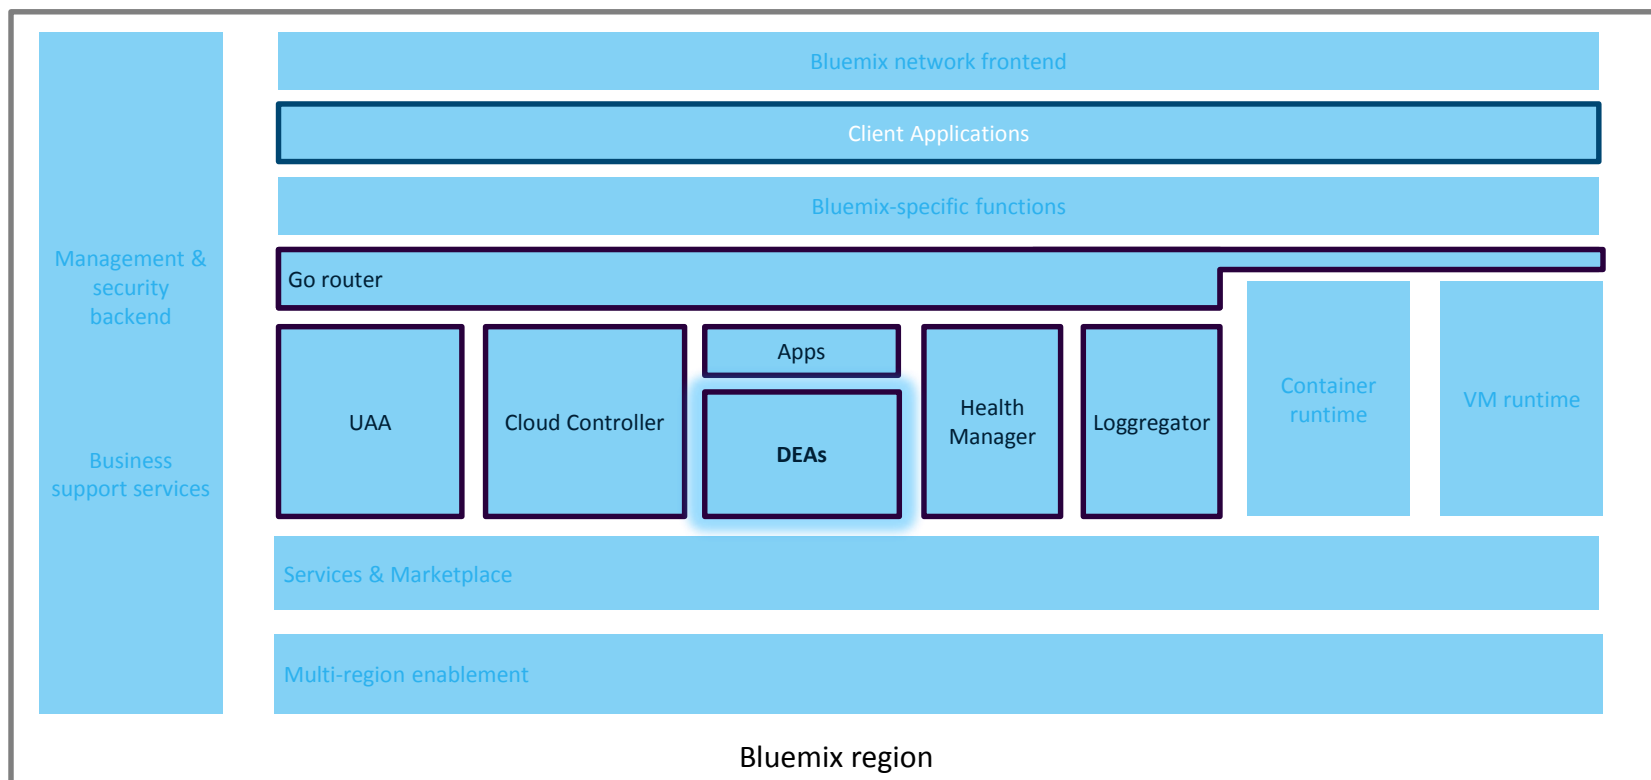 Bluemix network frontend
Client Applications
Bluemix-specific functions
Management &
security
backend
Business
support services
Go router
UAA
Cloud Controller
Apps
DEAs
Health
Manager
Loggregator
Container
runtime
VM runtime
Services & Marketplace
Multi-region enablement
Bluemix region